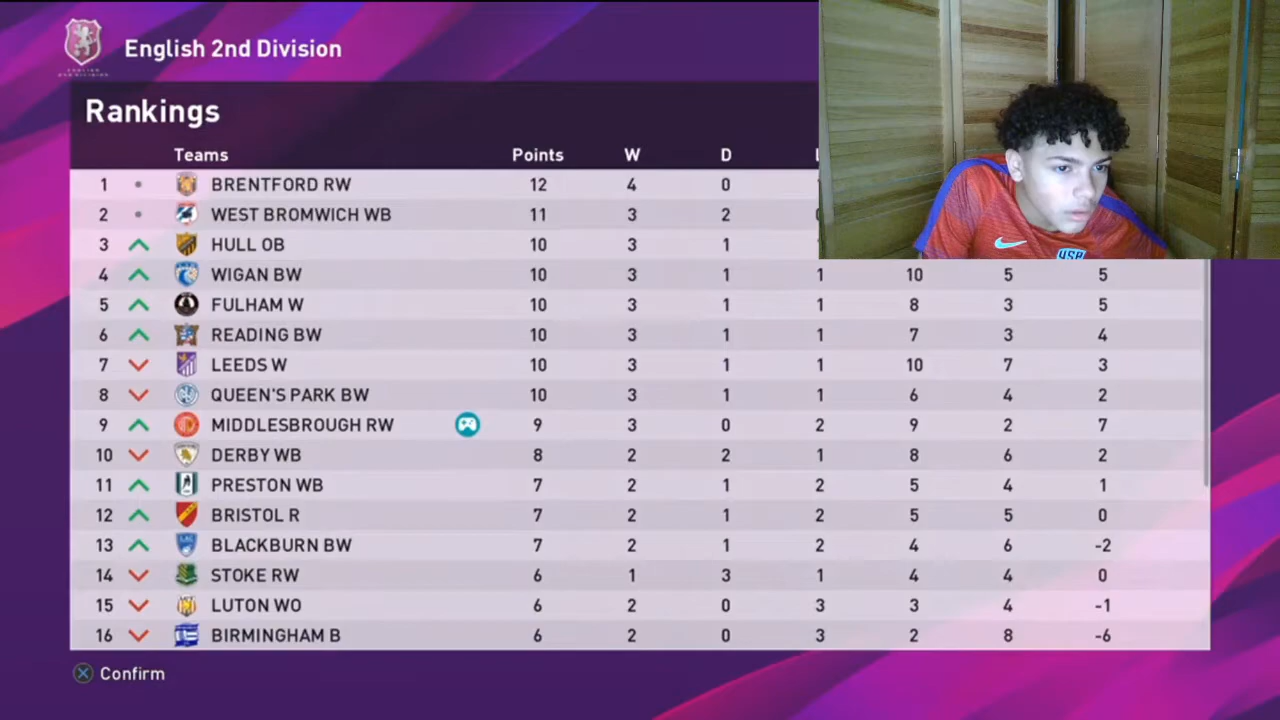 English 2nd Division
Rankings
Teams Points W D
1 BRENTFORD RW 12 4 0
2 WEST BROMWICH WB 11 3 2
3 HULL OB 10 3 1
4 WIGAN BW 10 3 1 1 10 5 5
5 FULHAM W 10 3 1 1 8 3 5
6 READING BW 10 3 1 1 7 3 4
7 LEEDS W 10 3 1 1 10 7 3
8 QUEEN'S PARK BW 10 3 1 1 6 4 2
9 MIDDLESBROUGH RW 9 3 0 2 9 2 7
10 DERBY WB 8 2 2 1 8 6 2
11 PRESTON WB 7 2 1 2 5 4 1
12 BRISTOL R 7 2 1 2 5 5 0
13 BLACKBURN BW 7 2 1 2 4 6 -2
14 STOKE RW 6 1 3 1 4 4 0
15 LUTON WO 6 2 0 3 3 4 -1
16 BIRMINGHAM B 6 2 0 3 2 8 -6
Confirm